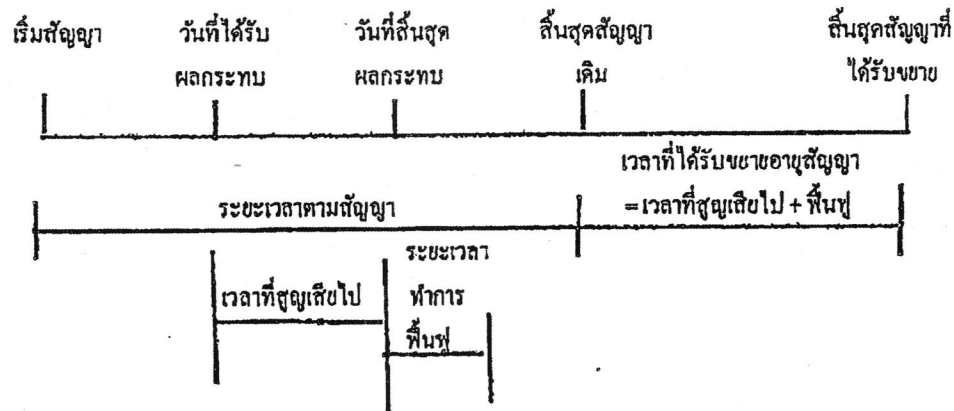 เริ่มสัญญา วันที่ได้รับ วันที่สิ้นสุด สิ้นสุดสัญญา สิ้นสุดสัญญาที่
ผลกระทบ ผลกระทบ เดิม ได้รับขยาย
เวลาที่ได้รับขยายอายุสัญญา
ระยะเวลาตามสัญญา =เวลาที่สูญเสียไป + ฟื้นฟู
ระยะเวลา
เวลาที่สูญเสียไป ทำการ
ฟื้นฟู